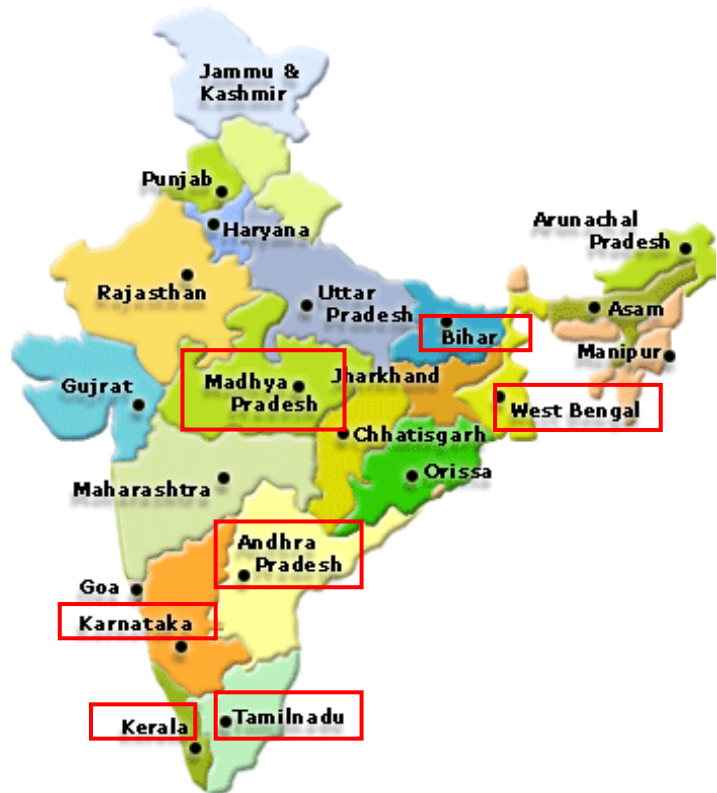 Jammu &
Kashmir
Punjab
Haryana
Arunachal
Pradesh
Rajasthan
Uttar
Pradesh
Asam
Bihar
Manipur
Gujrat
Madhya
Pradesh
Jharkhand
West Bengal
Chhatisgarh
Maharashtra
Orissa
Andhra
Pradesh
Goa
Karnataka
Kerala
Tamilnadu